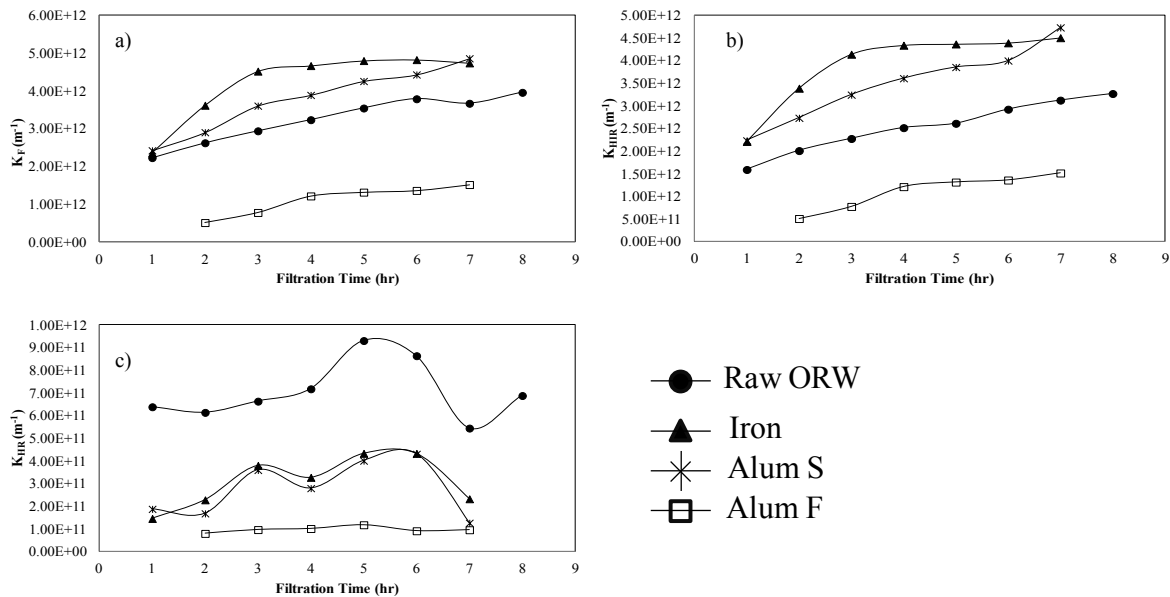 a)
6.00E+12
5.00E+12
4.00E+12
3.00E+12
2.00E+12
1.00E+12
0.00E+00
K_F (m⁻¹)
0 1 2 3 4 5 6 7 8 9
Filtration Time (hr)
b)
5.00E+12
4.50E+12
4.00E+12
3.50E+12
3.00E+12
2.50E+12
2.00E+12
1.50E+12
1.00E+12
5.00E+11
0.00E+00
K_HIR (m⁻¹)
0 1 2 3 4 5 6 7 8 9
Filtration Time (hr)
c)
1.00E+12
9.00E+11
8.00E+11
7.00E+11
6.00E+11
5.00E+11
4.00E+11
3.00E+11
2.00E+11
1.00E+11
0.00E+00
K_HR (m⁻¹)
0 1 2 3 4 5 6 7 8 9
Filtration Time (hr)
Raw ORW
Iron
Alum S
Alum F